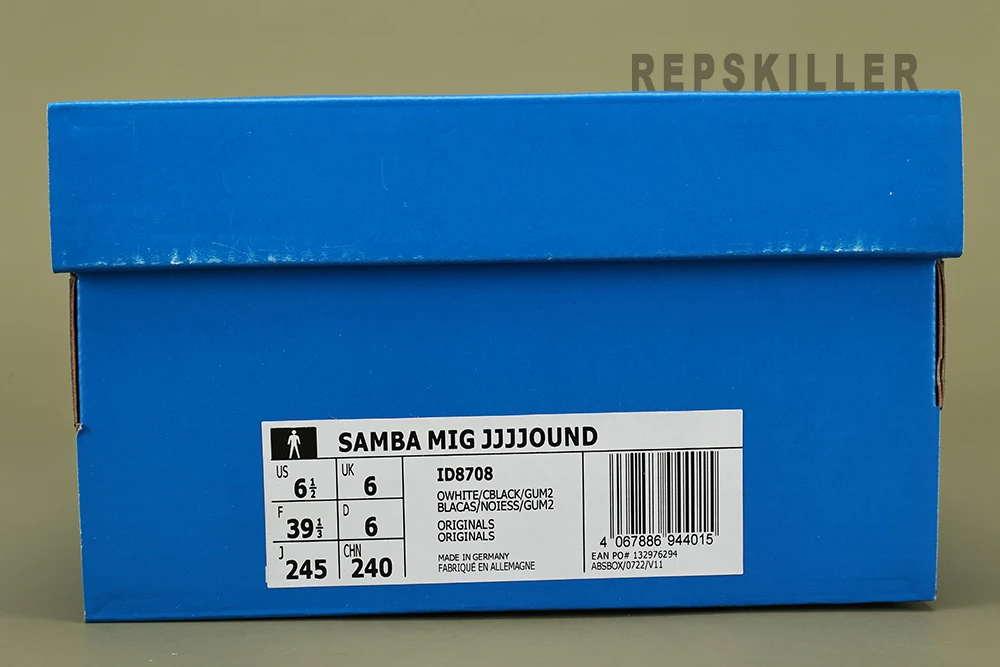 REPSKILLER
SAMBA MIG JJJJOUND
US 6½
UK 6
F 39⅓
D 6
J 245
CHN 240
ID8708
OWHITE/CBLACK/GUM2
BLACAS/NOIESS/GUM2
ORIGINALS
ORIGINALS
MADE IN GERMANY
FABRIQUÉ EN ALLEMAGNE
4 067886 944015
EAN PO# 132976294
ABSBOX/0722/V11